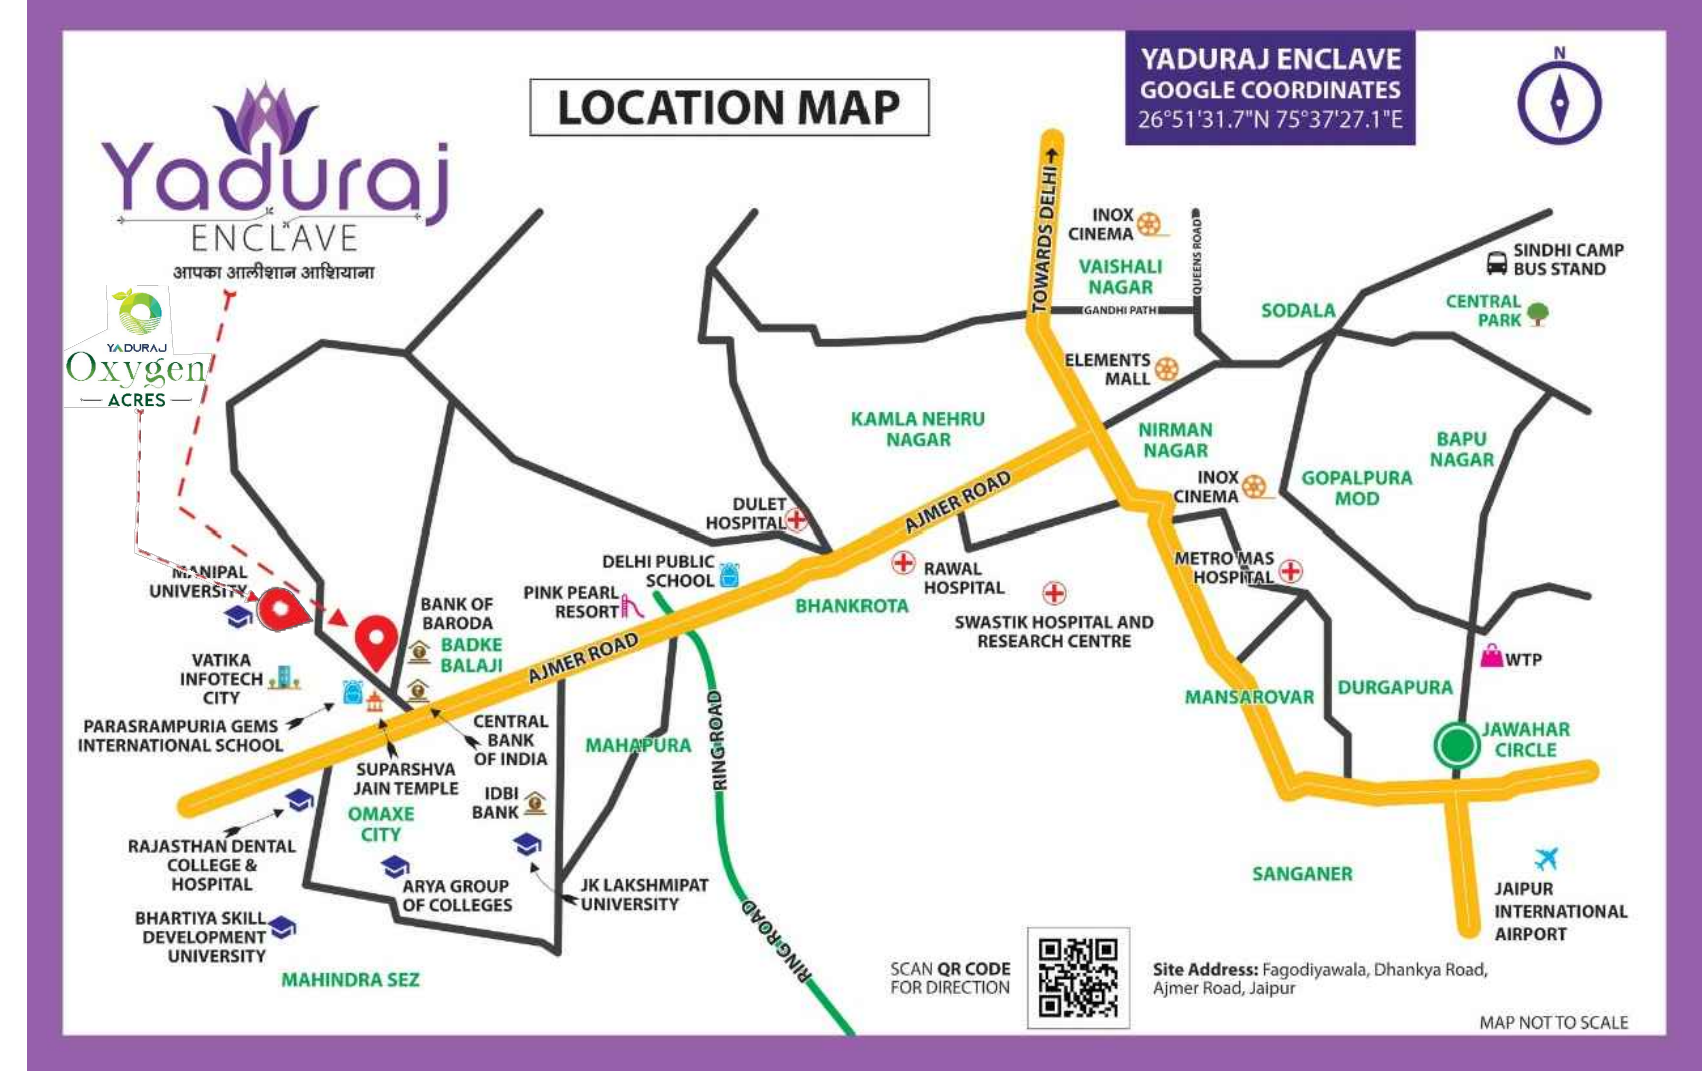 YADURAJ ENCLAVE
GOOGLE COORDINATES
26°51'31.7"N 75°37'27.1"E
N
LOCATION MAP
Yaduraj
ENCLAVE
आपका आलीशान आशियाना
YADURAJ
Oxygen
ACRES
TOWARDS DELHI
INOX
CINEMA
QUEENS ROAD
VAISHALI
NAGAR
GANDHI PATH
SODALA
SINDHI CAMP
BUS STAND
CENTRAL
PARK
ELEMENTS
MALL
KAMLA NEHRU
NAGAR
NIRMAN
NAGAR
BAPU
NAGAR
INOX
CINEMA
GOPALPURA
MOD
AJMER ROAD
DULET
HOSPITAL
DELHI PUBLIC
SCHOOL
RAWAL
HOSPITAL
METRO MAS
HOSPITAL
MANIPAL
UNIVERSITY
PINK PEARL
RESORT
BHANKROTA
SWASTIK HOSPITAL AND
RESEARCH CENTRE
BANK OF
BARODA
BADKE
BALAJI
AJMER ROAD
WTP
VATIKA
INFOTECH
CITY
MANSAROVAR
DURGAPURA
PARASRAMPURIA GEMS
INTERNATIONAL SCHOOL
CENTRAL
BANK
OF INDIA
MAHAPURA
RING ROAD
JAWAHAR
CIRCLE
SUPARSHVA
JAIN TEMPLE
IDBI
BANK
OMAXE
CITY
RAJASTHAN DENTAL
COLLEGE &
HOSPITAL
ARYA GROUP
OF COLLEGES
JK LAKSHMIPAT
UNIVERSITY
SANGANER
JAIPUR
INTERNATIONAL
AIRPORT
BHARTIYA SKILL
DEVELOPMENT
UNIVERSITY
RING ROAD
MAHINDRA SEZ
SCAN QR CODE
FOR DIRECTION
Site Address: Fagodiyawala, Dhankya Road,
Ajmer Road, Jaipur
MAP NOT TO SCALE